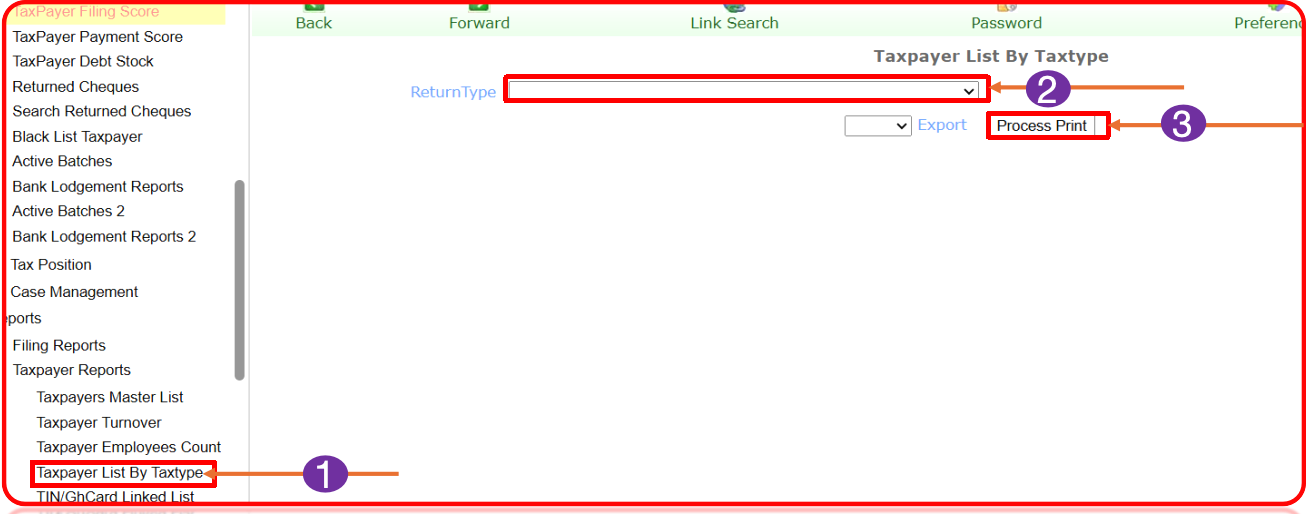 TaxPayer Filing Score
TaxPayer Payment Score
TaxPayer Debt Stock
Returned Cheques
Search Returned Cheques
Black List Taxpayer
Active Batches
Bank Lodgement Reports
Active Batches 2
Bank Lodgement Reports 2
Tax Position
Case Management
ports
Filing Reports
Taxpayer Reports
Taxpayers Master List
Taxpayer Turnover
Taxpayer Employees Count
Taxpayer List By Taxtype
1
TIN/GhCard Linked List
Back Forward Link Search Password Preferenc
Taxpayer List By Taxtype
ReturnType
2
Export Process Print
3